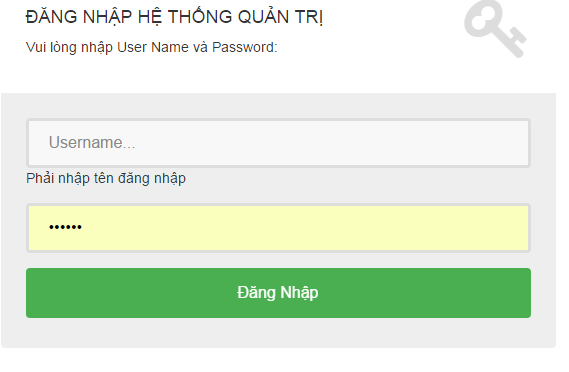 ĐĂNG NHẬP HỆ THỐNG QUẢN TRỊ
Vui lòng nhập User Name và Password:
Username...
Phải nhập tên đăng nhập
••••••
Đăng Nhập